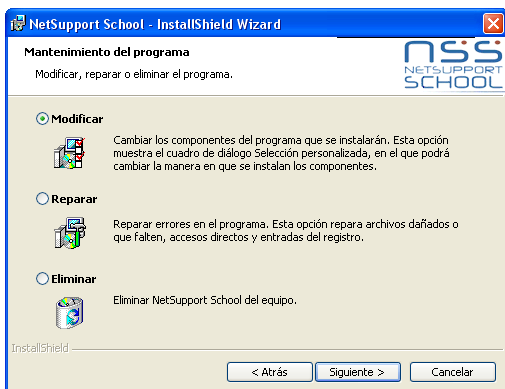 NetSupport School - InstallShield Wizard
Mantenimiento del programa
Modificar, reparar o eliminar el programa.
nss
NETSUPPORT
SCHOOL
Modificar
Cambiar los componentes del programa que se instalarán. Esta opción
muestra el cuadro de diálogo Selección personalizada, en el que podrá
cambiar la manera en que se instalan los componentes.
Reparar
Reparar errores en el programa. Esta opción repara archivos dañados o
que falten, accesos directos y entradas del registro.
Eliminar
Eliminar NetSupport School del equipo.
InstallShield
< Atrás
Siguiente >
Cancelar